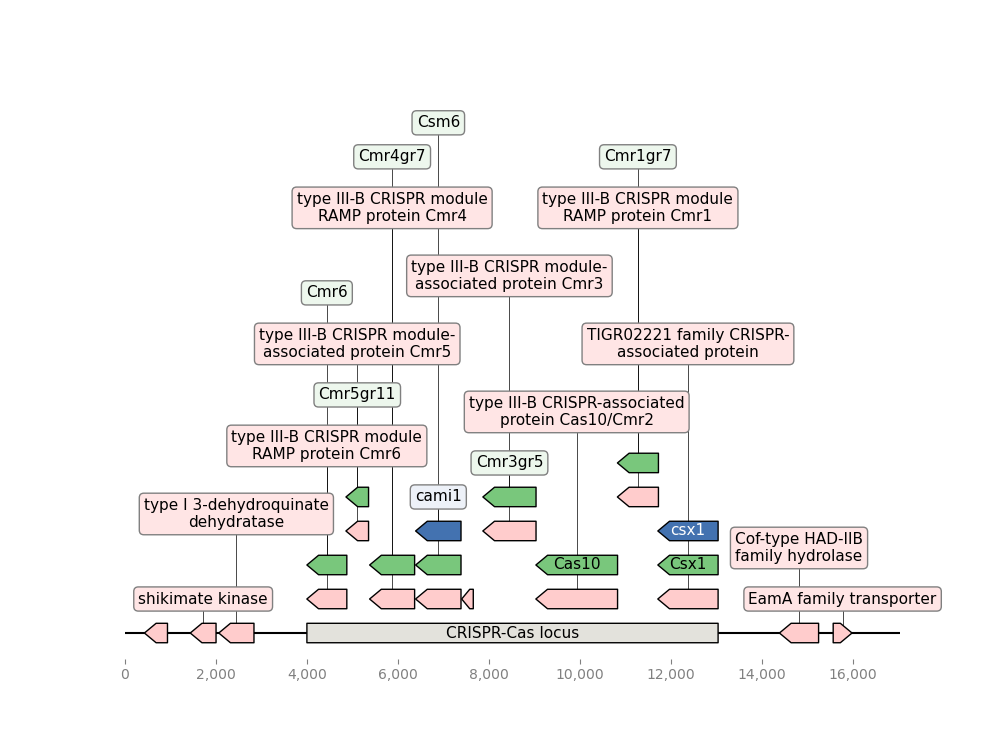 Csm6
Cmr4gr7
Cmr1gr7
type III-B CRISPR module
RAMP protein Cmr4
type III-B CRISPR module
RAMP protein Cmr1
type III-B CRISPR module-
associated protein Cmr3
Cmr6
type III-B CRISPR module-
associated protein Cmr5
TIGR02221 family CRISPR-
associated protein
Cmr5gr11
type III-B CRISPR-associated
protein Cas10/Cmr2
type III-B CRISPR module
RAMP protein Cmr6
Cmr3gr5
cami1
type I 3-dehydroquinate
dehydratase
csx1
Cof-type HAD-IIB
family hydrolase
Cas10
Csx1
shikimate kinase
EamA family transporter
CRISPR-Cas locus
0
2,000
4,000
6,000
8,000
10,000
12,000
14,000
16,000